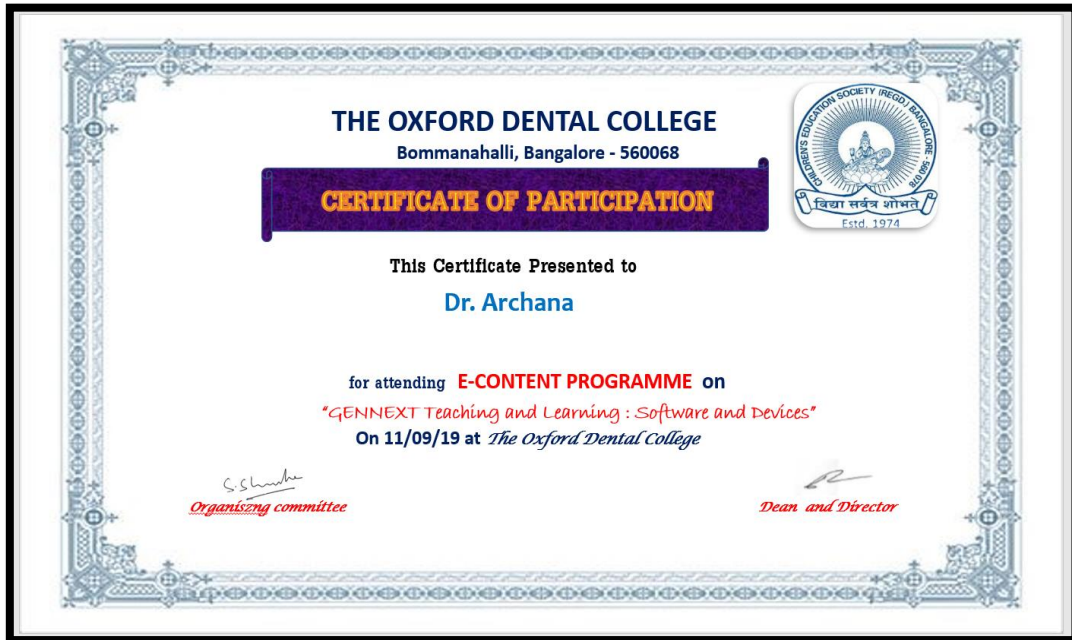 THE OXFORD DENTAL COLLEGE
Bommanahalli, Bangalore - 560068
CHILDREN'S EDUCATION SOCIETY (REGD.) BANGALORE - 560 078
विद्या सर्वत्र शोभते
Estd. 1974
CERTIFICATE OF PARTICIPATION
This Certificate Presented to
Dr. Archana
for attending E-CONTENT PROGRAMME on
"GENNEXT Teaching and Learning : Software and Devices"
On 11/09/19 at The Oxford Dental College
Organiszng committee
Dean and Director